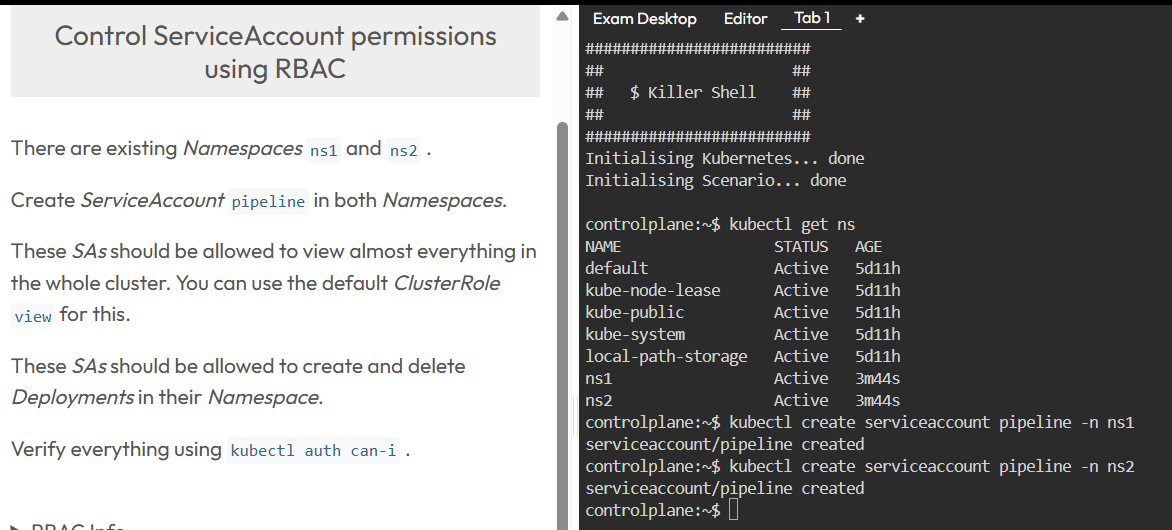 Control ServiceAccount permissions
using RBAC
There are existing Namespaces ns1 and ns2 .
Create ServiceAccount pipeline in both Namespaces.
These SAs should be allowed to view almost everything in
the whole cluster. You can use the default ClusterRole
view for this.
These SAs should be allowed to create and delete
Deployments in their Namespace.
Verify everything using kubectl auth can-i .
RBAC Info
Exam Desktop Editor Tab 1 +
#########################
## ##
## $ Killer Shell ##
## ##
#########################
Initialising Kubernetes... done
Initialising Scenario... done
controlplane:~$ kubectl get ns
NAME STATUS AGE
default Active 5d11h
kube-node-lease Active 5d11h
kube-public Active 5d11h
kube-system Active 5d11h
local-path-storage Active 5d11h
ns1 Active 3m44s
ns2 Active 3m44s
controlplane:~$ kubectl create serviceaccount pipeline -n ns1
serviceaccount/pipeline created
controlplane:~$ kubectl create serviceaccount pipeline -n ns2
serviceaccount/pipeline created
controlplane:~$